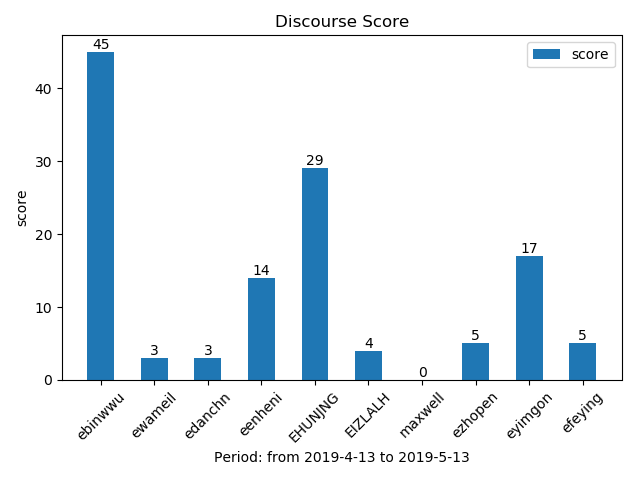 Discourse Score
score
45
3
3
14
29
4
0
5
17
5
score
40
30
20
10
0
ebinwwu
ewameil
edanchn
eenheni
EHUNJNG
EIZLALH
maxwell
ezhopen
eyimgon
efeying
Period: from 2019-4-13 to 2019-5-13